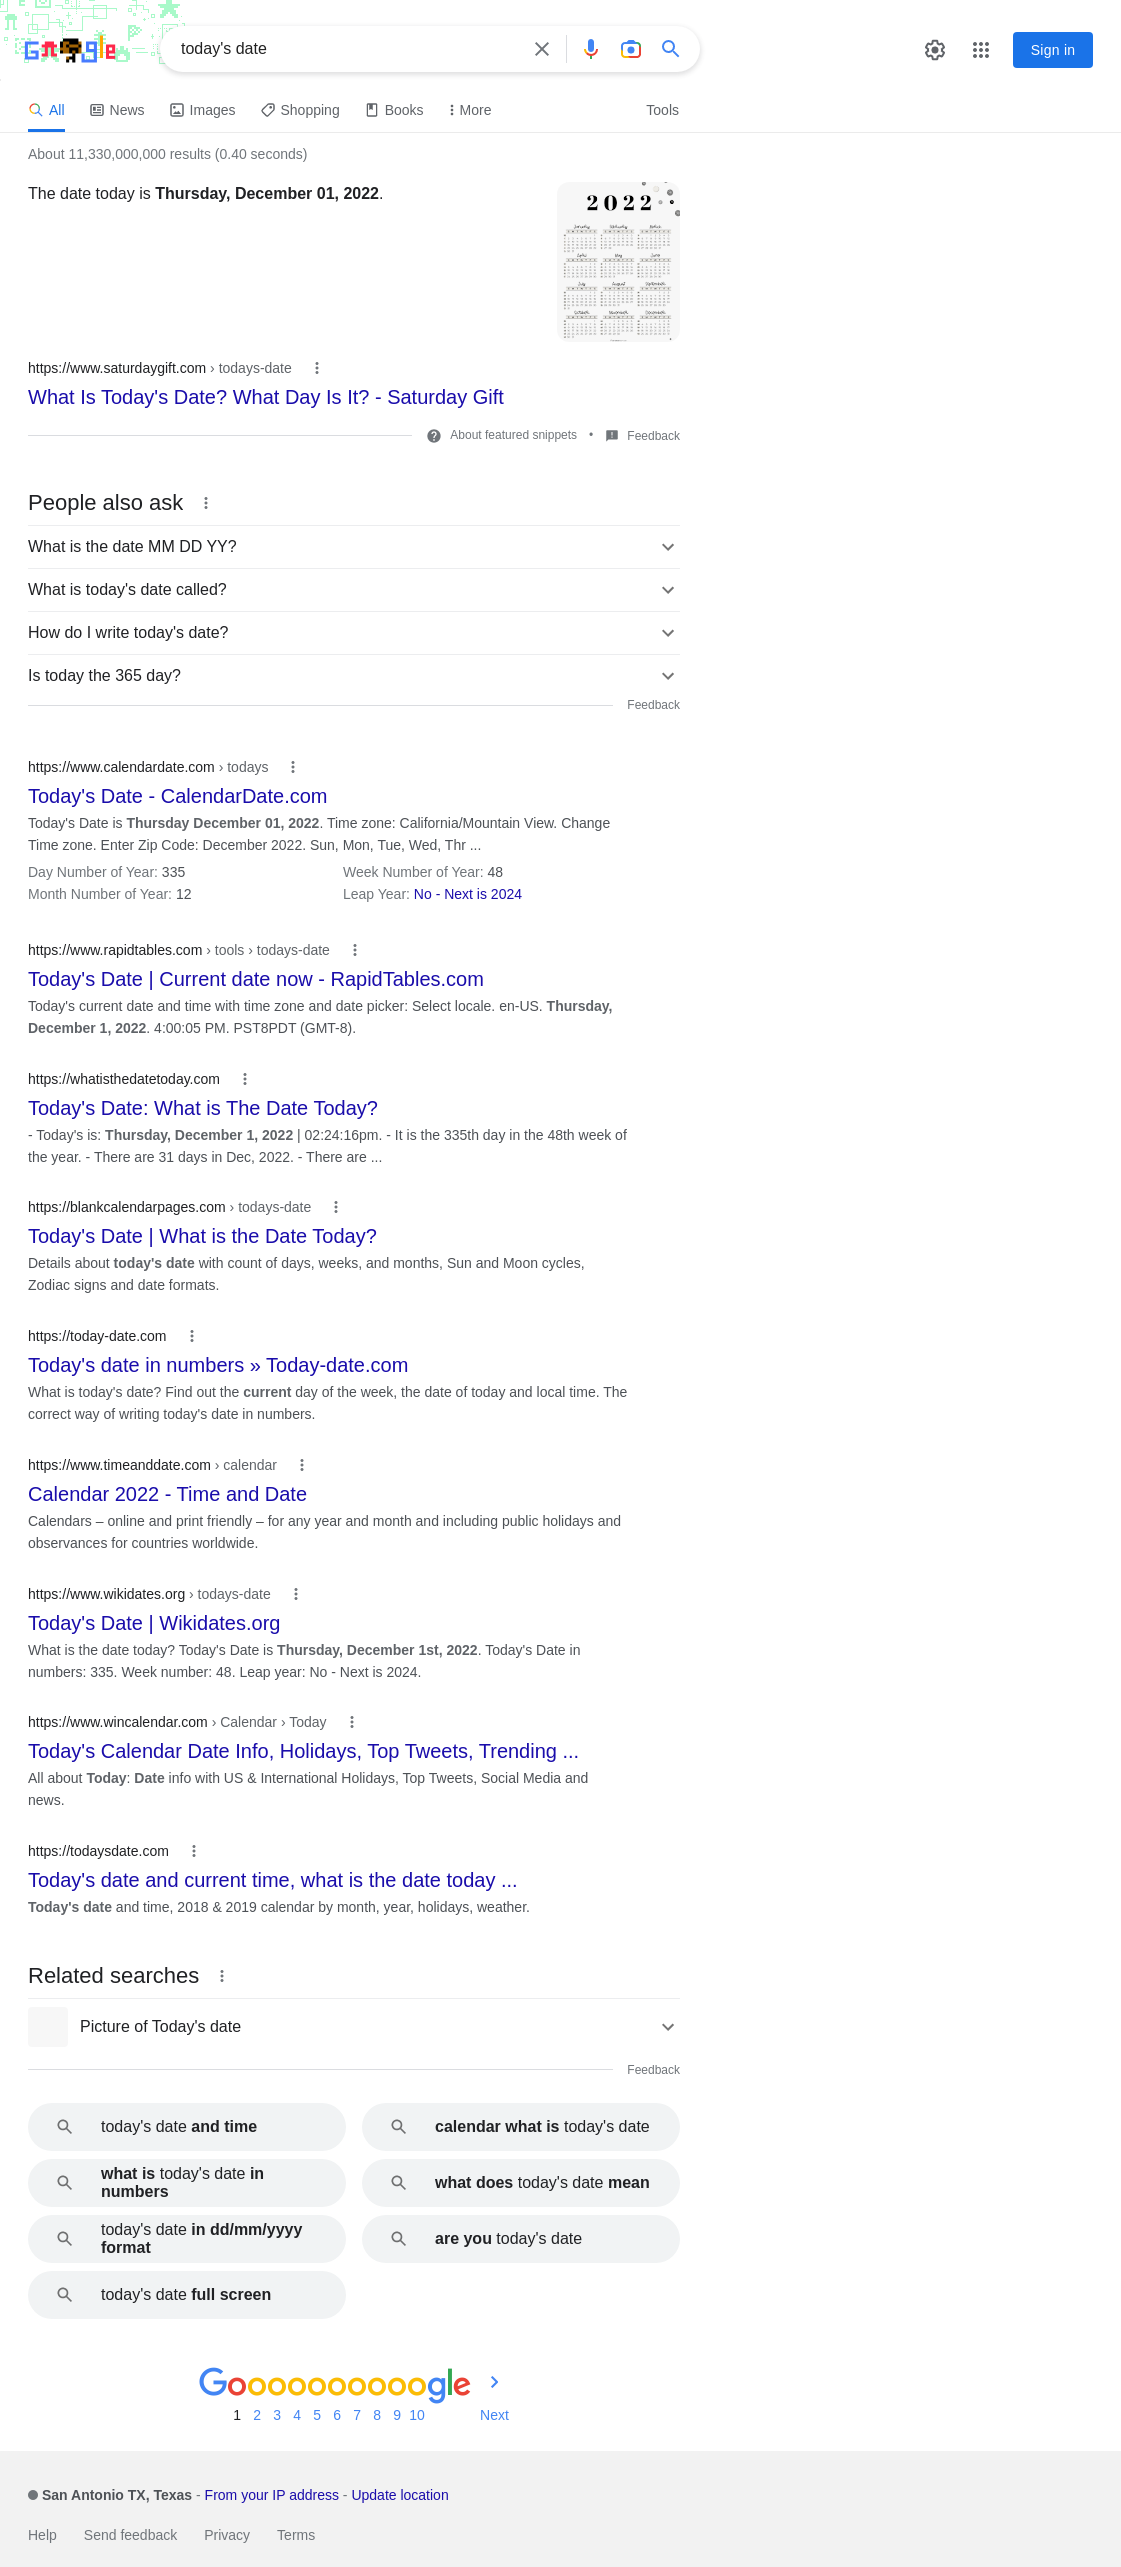 Google
today's date
Sign in
All News Images Shopping Books More Tools
About 11,330,000,000 results (0.40 seconds)
The date today is Thursday, December 01, 2022.
2022
https://www.saturdaygift.com › todays-date
What Is Today's Date? What Day Is It? - Saturday Gift
About featured snippets • Feedback
People also ask
What is the date MM DD YY?
What is today's date called?
How do I write today's date?
Is today the 365 day?
Feedback
https://www.calendardate.com › todays
Today's Date - CalendarDate.com
Today's Date is Thursday December 01, 2022. Time zone: California/Mountain View. Change
Time zone. Enter Zip Code: December 2022. Sun, Mon, Tue, Wed, Thr ...
Day Number of Year: 335 Week Number of Year: 48
Month Number of Year: 12 Leap Year: No - Next is 2024
https://www.rapidtables.com › tools › todays-date
Today's Date | Current date now - RapidTables.com
Today's current date and time with time zone and date picker: Select locale. en-US. Thursday,
December 1, 2022. 4:00:05 PM. PST8PDT (GMT-8).
https://whatisthedatetoday.com
Today's Date: What is The Date Today?
- Today's is: Thursday, December 1, 2022 | 02:24:16pm. - It is the 335th day in the 48th week of
the year. - There are 31 days in Dec, 2022. - There are ...
https://blankcalendarpages.com › todays-date
Today's Date | What is the Date Today?
Details about today's date with count of days, weeks, and months, Sun and Moon cycles,
Zodiac signs and date formats.
https://today-date.com
Today's date in numbers » Today-date.com
What is today's date? Find out the current day of the week, the date of today and local time. The
correct way of writing today's date in numbers.
https://www.timeanddate.com › calendar
Calendar 2022 - Time and Date
Calendars – online and print friendly – for any year and month and including public holidays and
observances for countries worldwide.
https://www.wikidates.org › todays-date
Today's Date | Wikidates.org
What is the date today? Today's Date is Thursday, December 1st, 2022. Today's Date in
numbers: 335. Week number: 48. Leap year: No - Next is 2024.
https://www.wincalendar.com › Calendar › Today
Today's Calendar Date Info, Holidays, Top Tweets, Trending ...
All about Today: Date info with US & International Holidays, Top Tweets, Social Media and
news.
https://todaysdate.com
Today's date and current time, what is the date today ...
Today's date and time, 2018 & 2019 calendar by month, year, holidays, weather.
Related searches
Picture of Today's date
Feedback
today's date and time
calendar what is today's date
what is today's date in
numbers
what does today's date mean
today's date in dd/mm/yyyy
format
are you today's date
today's date full screen
Goooooooooogle
1 2 3 4 5 6 7 8 9 10 Next
San Antonio TX, Texas - From your IP address - Update location
Help Send feedback Privacy Terms